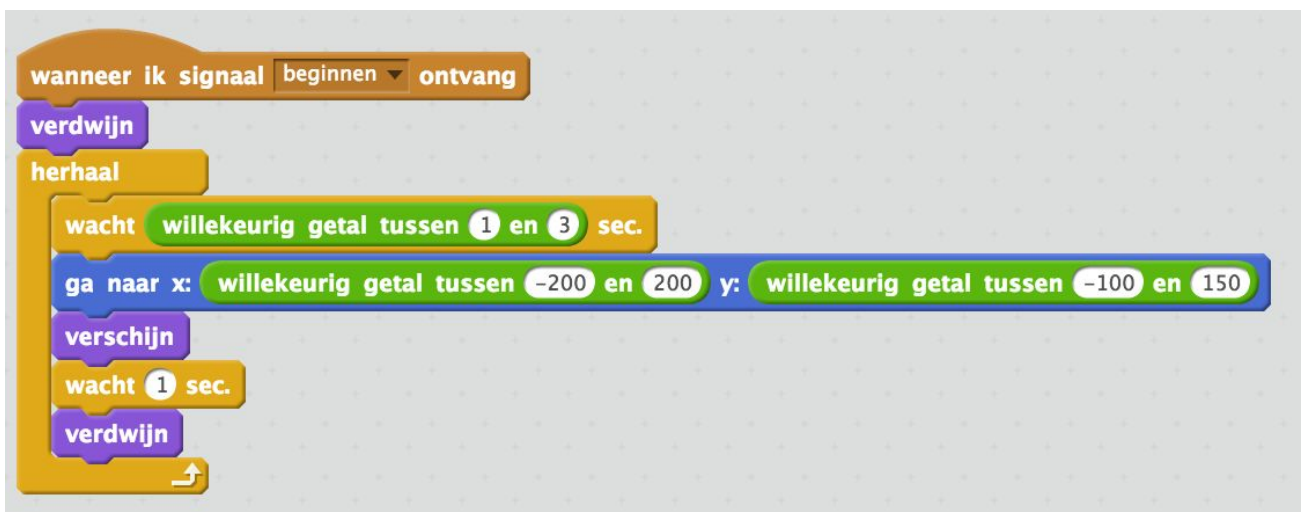 wanneer ik signaal beginnen ontvang
verdwijn
herhaal
wacht willekeurig getal tussen 1 en 3 sec.
ga naar x: willekeurig getal tussen -200 en 200 y: willekeurig getal tussen -100 en 150
verschijn
wacht 1 sec.
verdwijn